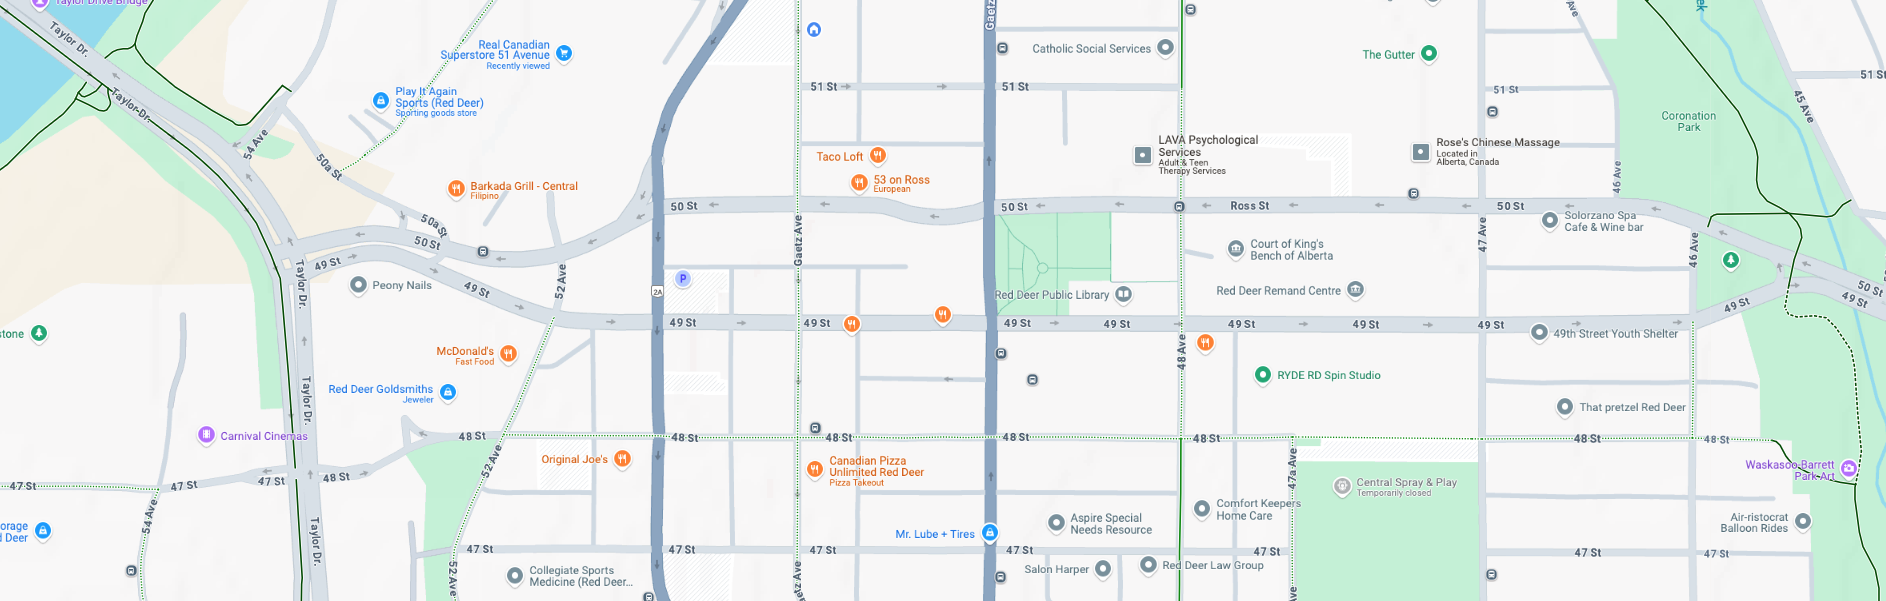 Taylor Drive Bridge
Taylor Dr.
Real Canadian
Superstore 51 Avenue
Recently viewed
Play It Again
Sports (Red Deer)
Sporting goods store
Taylor-Dr.
54 Ave
50a St
Barkada Grill - Central
Filipino
50a St
50 St
49 St
49 St
Taylor Dr.
Peony Nails
52 Ave
stone
McDonald's
Fast Food
Red Deer Goldsmiths
Jeweler
Taylor Dr.
Carnival Cinemas
48 St
52 Ave
47 St
47 St
47 St
48 St
54 Ave
orage
d Deer
Taylor Dr.
Original Joe's
47 St
52 Ave
Collegiate Sports
Medicine (Red Deer...
Gaetz
51 St
51 St
Catholic Social Services
The Gutter
Ave
51 St
51 St
45 Ave
Coronation
Park
Taco Loft
53 on Ross
European
LAVA Psychological
Services
Adult & Teen
Therapy Services
Rose's Chinese Massage
Located in
Alberta, Canada
46 Ave
50 St
50 St
Ross St
50 St
Gaetz Ave
47 Ave
Solorzano Spa
Cafe & Wine bar
46 Ave
Court of King's
Bench of Alberta
Red Deer Public Library
Red Deer Remand Centre
2A
P
50 St
49 St
49 St
49 St
49 St
49 St
49 St
49 St
49 St
49 St
49th Street Youth Shelter
48 Ave
RYDE RD Spin Studio
That pretzel Red Deer
48 St
48 St
48 St
48 St
48 St
48 St
Canadian Pizza
Unlimited Red Deer
Pizza Takeout
47a Ave
Central Spray & Play
Temporarily closed
Waskasoo-Barrett
Park Art
Mr. Lube + Tires
Aspire Special
Needs Resource
Comfort Keepers
Home Care
Air-ristocrat
Balloon Rides
47 St
47 St
47 St
47 St
47 St
47 St
Salon Harper
Red Deer Law Group
Gaetz Ave
47a Ave